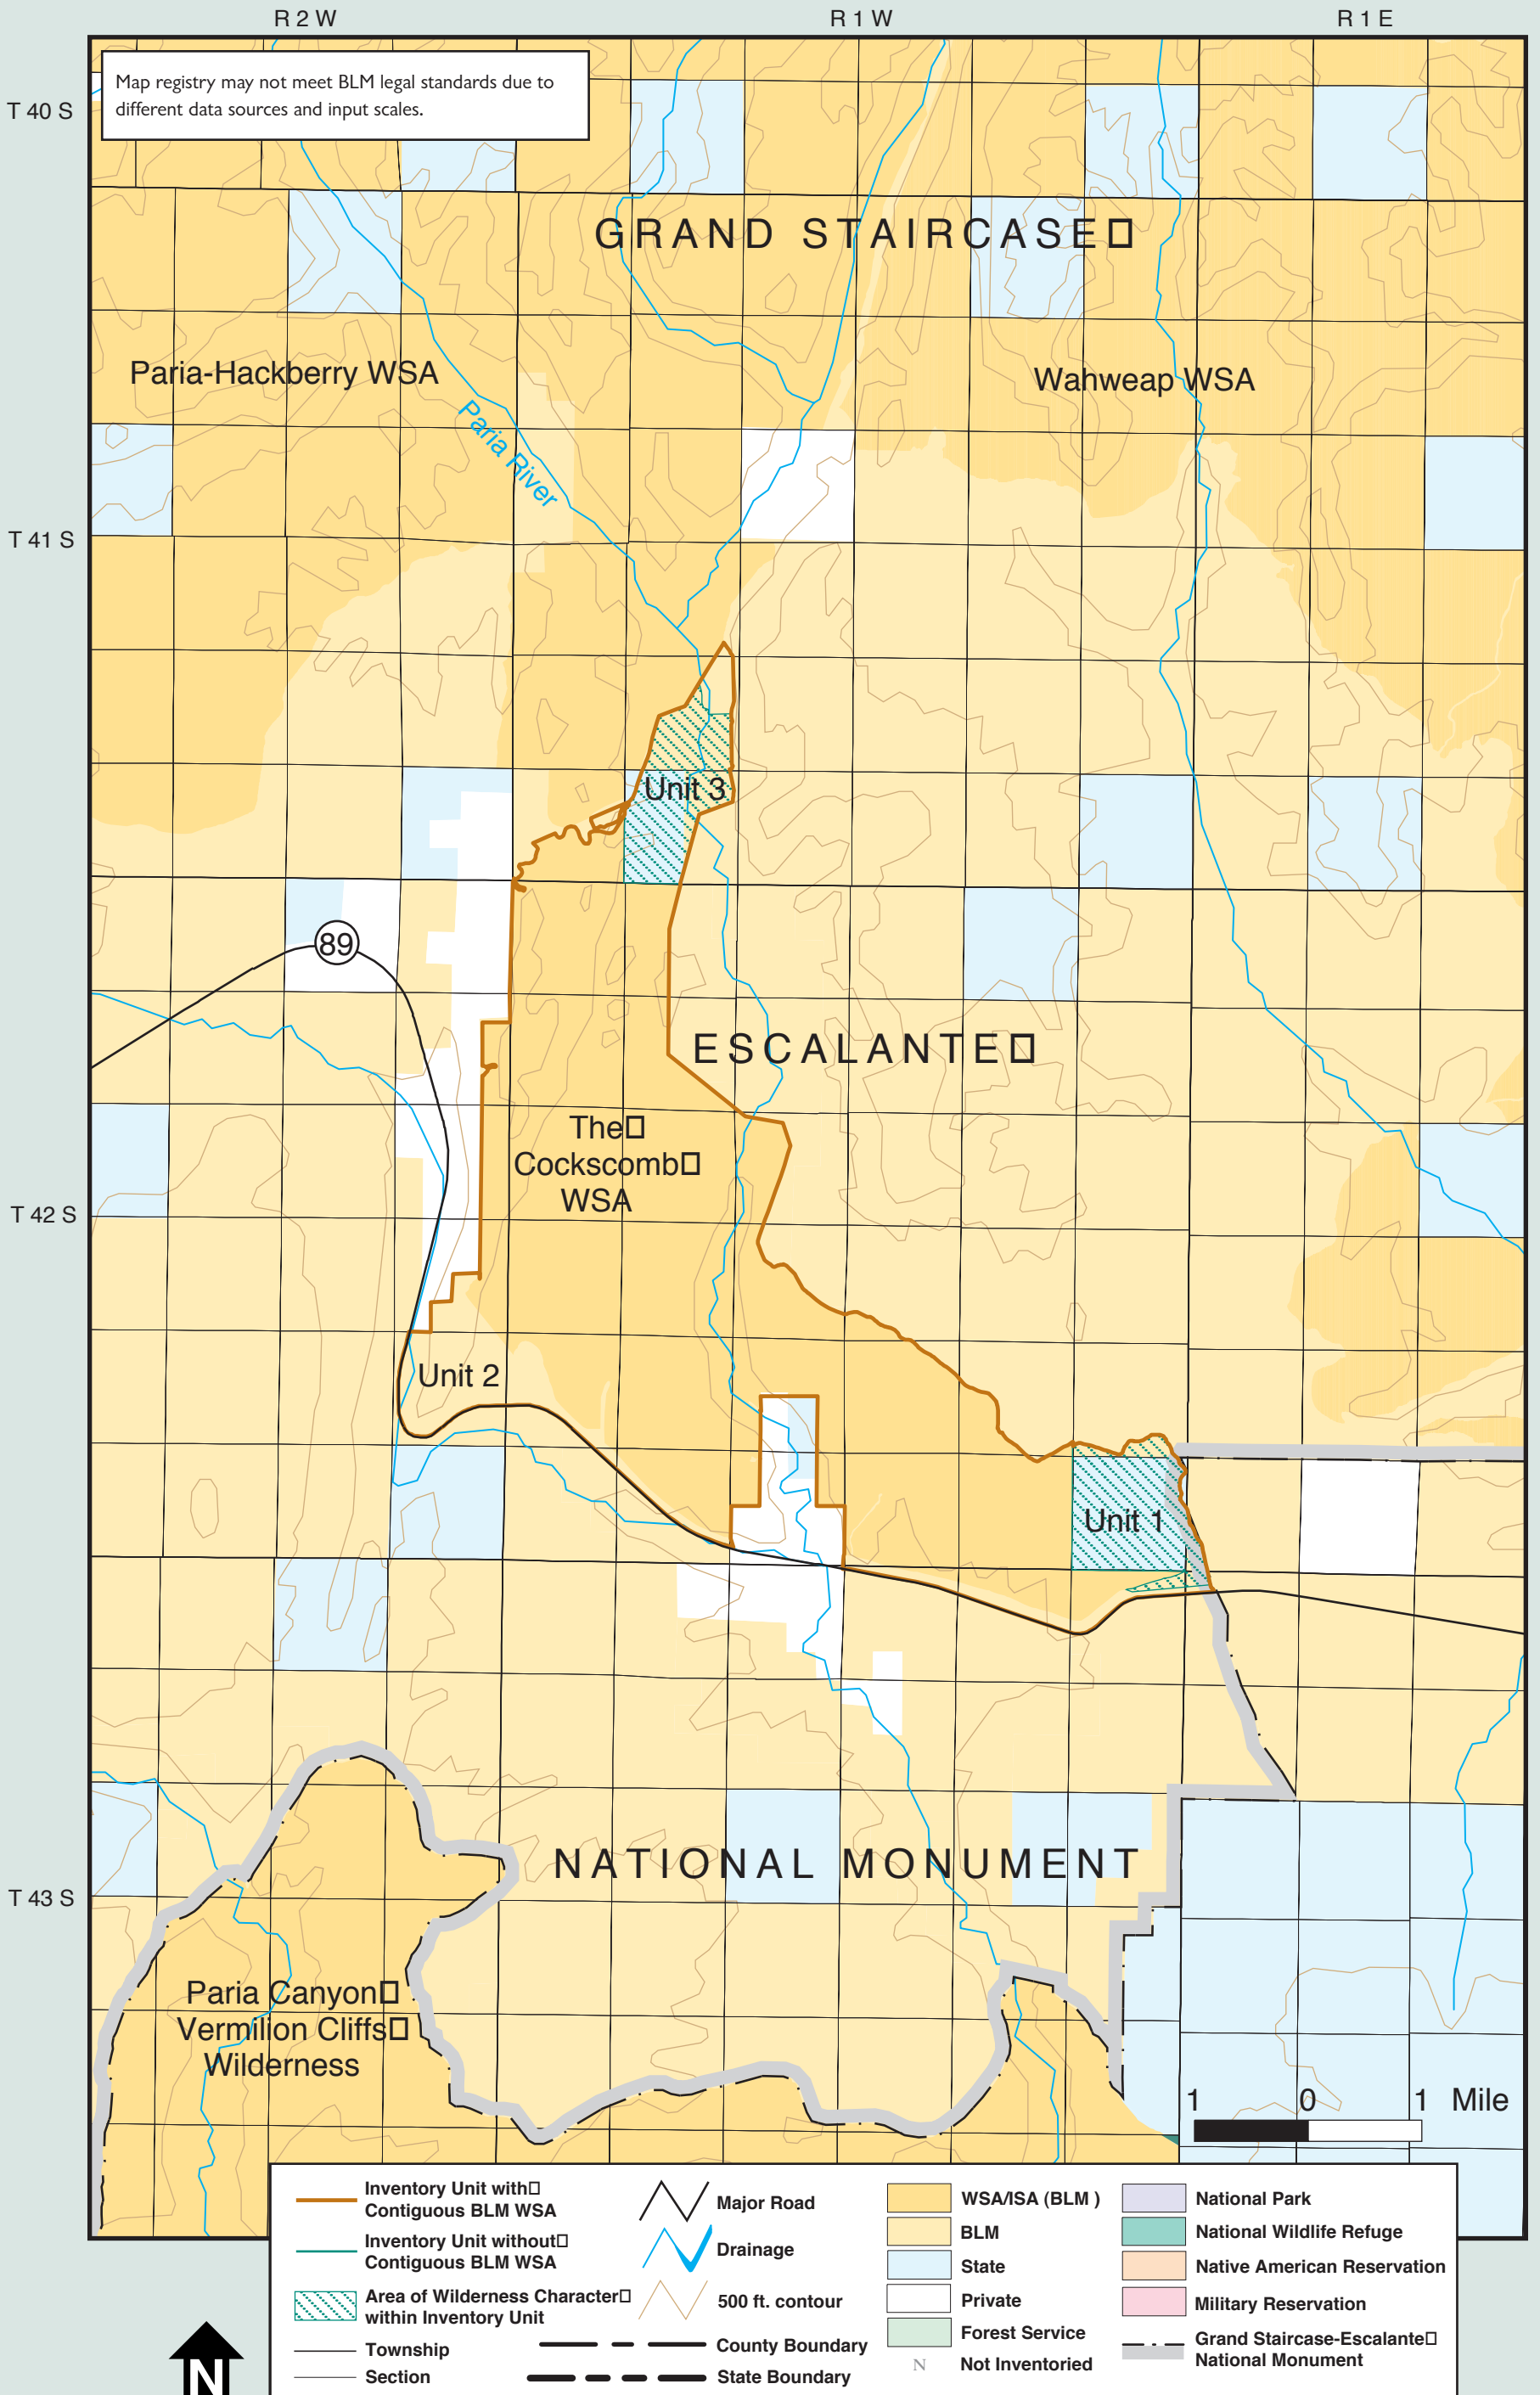 R 2 W
R 1 W
R 1 E
T 40 S
Map registry may not meet BLM legal standards due to
different data sources and input scales.
GRAND STAIRCASE□
Paria-Hackberry WSA
Wahweap WSA
Paria River
T 41 S
Unit 3
89
ESCALANTE□
The□
Cockscomb□
WSA
T 42 S
Unit 2
Unit 1
NATIONAL MONUMENT
T 43 S
Paria Canyon□
Vermilion Cliffs□
Wilderness
1 0 1 Mile
Inventory Unit with□
Contiguous BLM WSA
Inventory Unit without□
Contiguous BLM WSA
Area of Wilderness Character□
within Inventory Unit
Township
Section
Major Road
Drainage
500 ft. contour
County Boundary
State Boundary
WSA/ISA (BLM )
BLM
State
Private
Forest Service
N Not Inventoried
National Park
National Wildlife Refuge
Native American Reservation
Military Reservation
Grand Staircase-Escalante□
National Monument
N